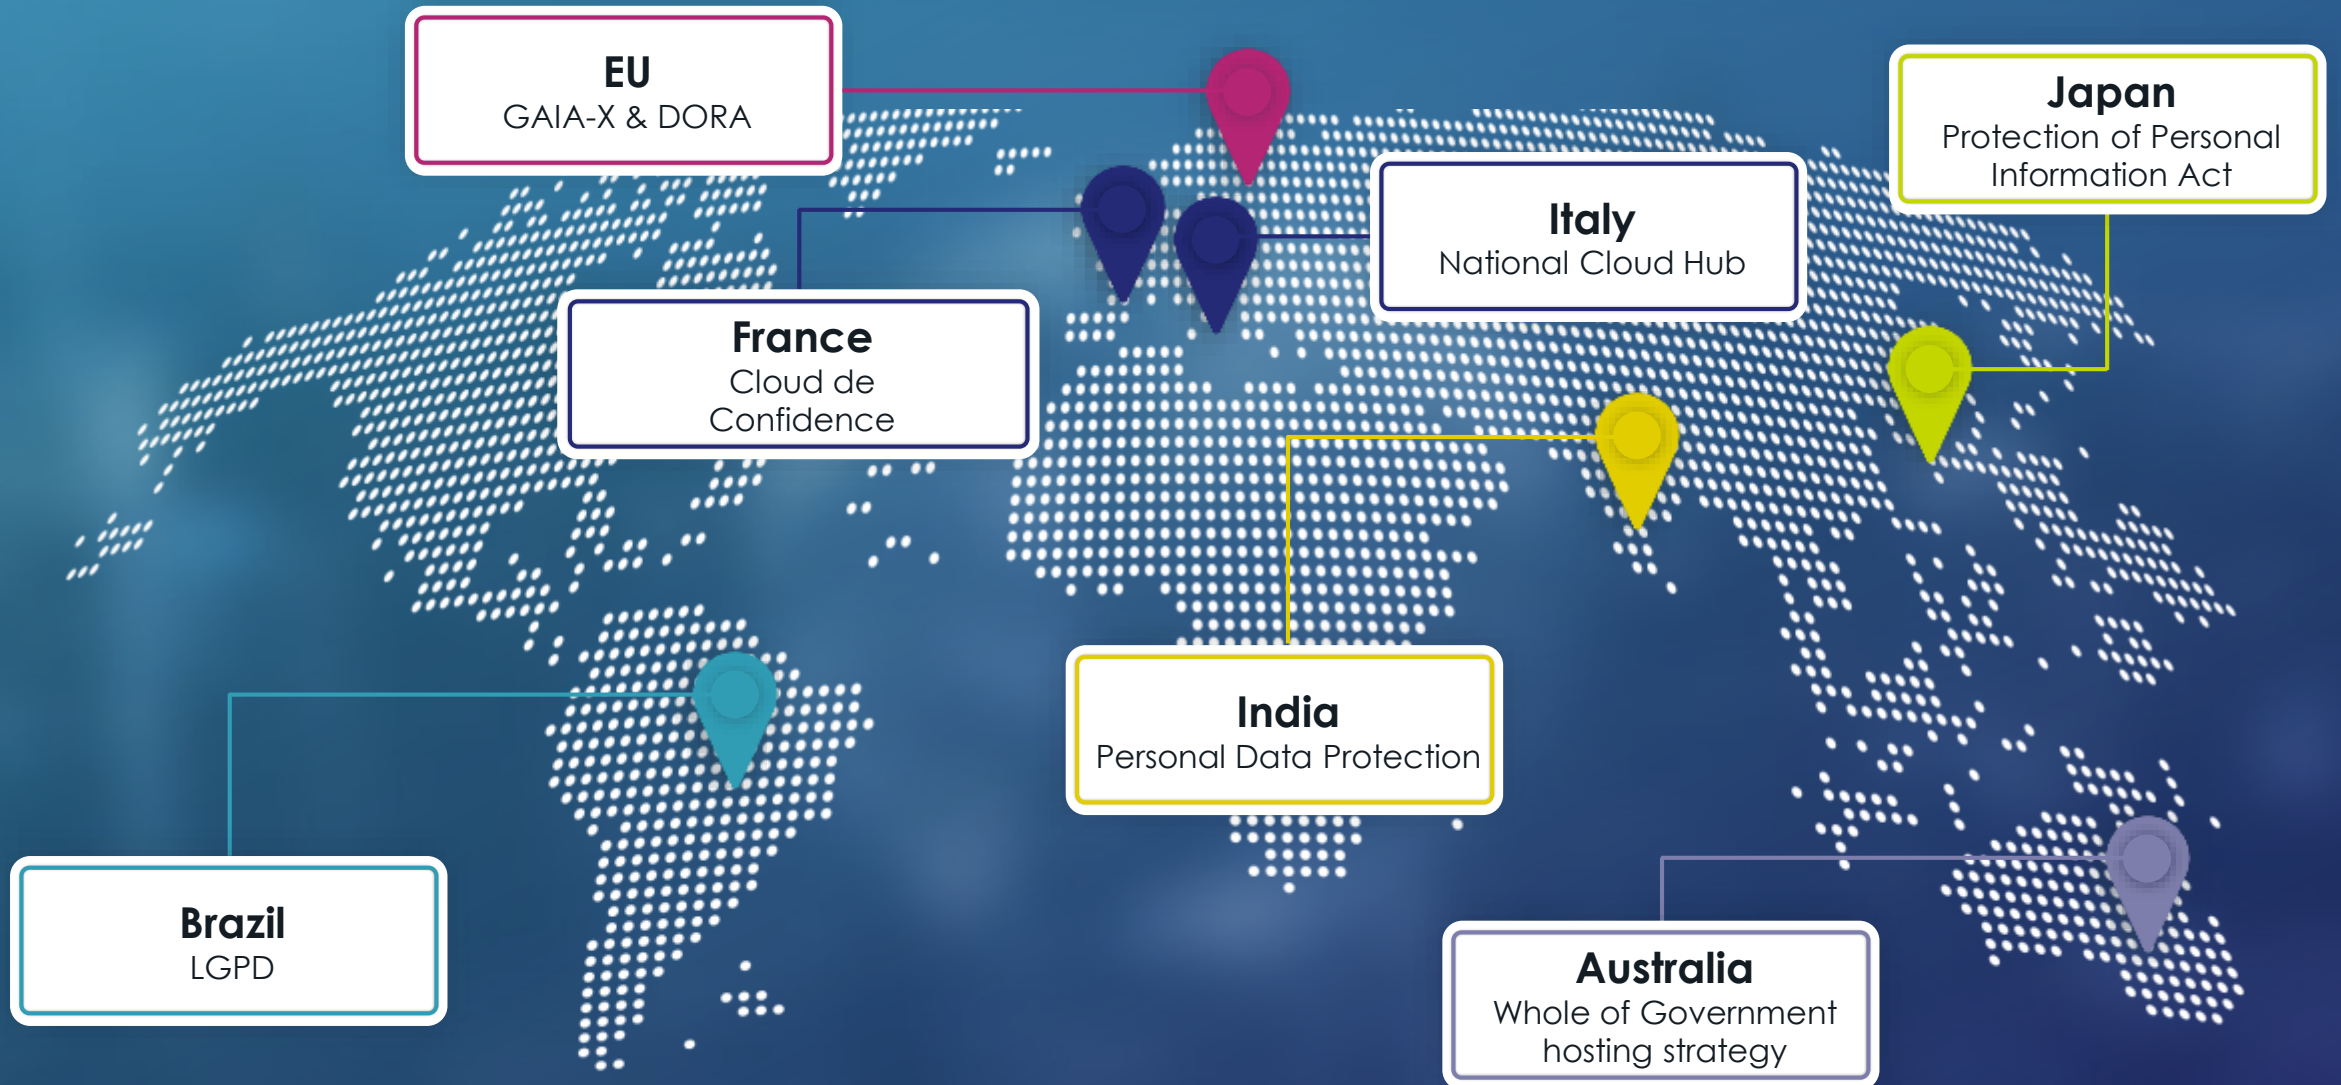 EU
GAIA-X & DORA
Japan
Protection of Personal
Information Act
Italy
National Cloud Hub
France
Cloud de
Confidence
India
Personal Data Protection
Brazil
LGPD
Australia
Whole of Government
hosting strategy